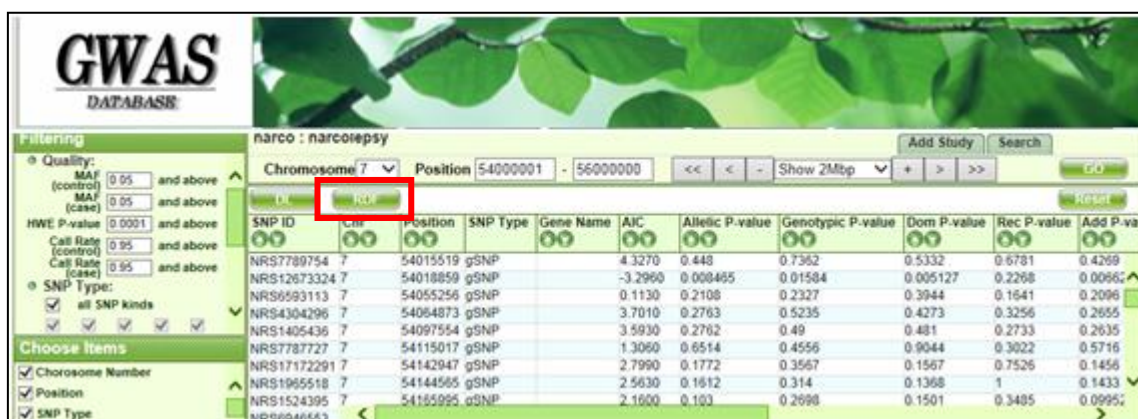 GWAS
DATABASE
Filtering
Quality:
MAF (control) 0.05 and above
MAF (case) 0.05 and above
HWE P-value 0.0001 and above
Call Rate (control) 0.95 and above
Call Rate (case) 0.95 and above
SNP Type:
all SNP kinds
Choose Items
Chorosome Number
Position
SNP Type
narco : narcolepsy
Add Study Search
Chromosome 7 Position 54000001 - 56000000 << < - Show 2Mbp + > >> GO
DL RDF Reset
SNP ID Chr Position SNP Type Gene Name AIC Allelic P-value Genotypic P-value Dom P-value Rec P-value Add P-va
NRS7789754 7 54015519 gSNP 4.3270 0.448 0.7362 0.5332 0.6781 0.4269
NRS12673324 7 54018859 gSNP -3.2960 0.008465 0.01584 0.005127 0.2268 0.00662
NRS6593113 7 54055256 gSNP 0.1130 0.2108 0.2327 0.3944 0.1641 0.2096
NRS4304296 7 54064873 gSNP 3.7010 0.2763 0.5235 0.4273 0.3256 0.2655
NRS1405436 7 54097554 gSNP 3.5930 0.2762 0.49 0.481 0.2733 0.2635
NRS7787727 7 54115017 gSNP 1.3060 0.6514 0.4556 0.9044 0.3022 0.5716
NRS17172291 7 54142947 gSNP 2.7990 0.1772 0.3567 0.1567 0.7526 0.1456
NRS1965518 7 54144565 gSNP 2.5630 0.1612 0.314 0.1368 1 0.1433
NRS1524395 7 54165995 gSNP 2.1600 0.103 0.2698 0.1501 0.3485 0.09952
NRS6946553